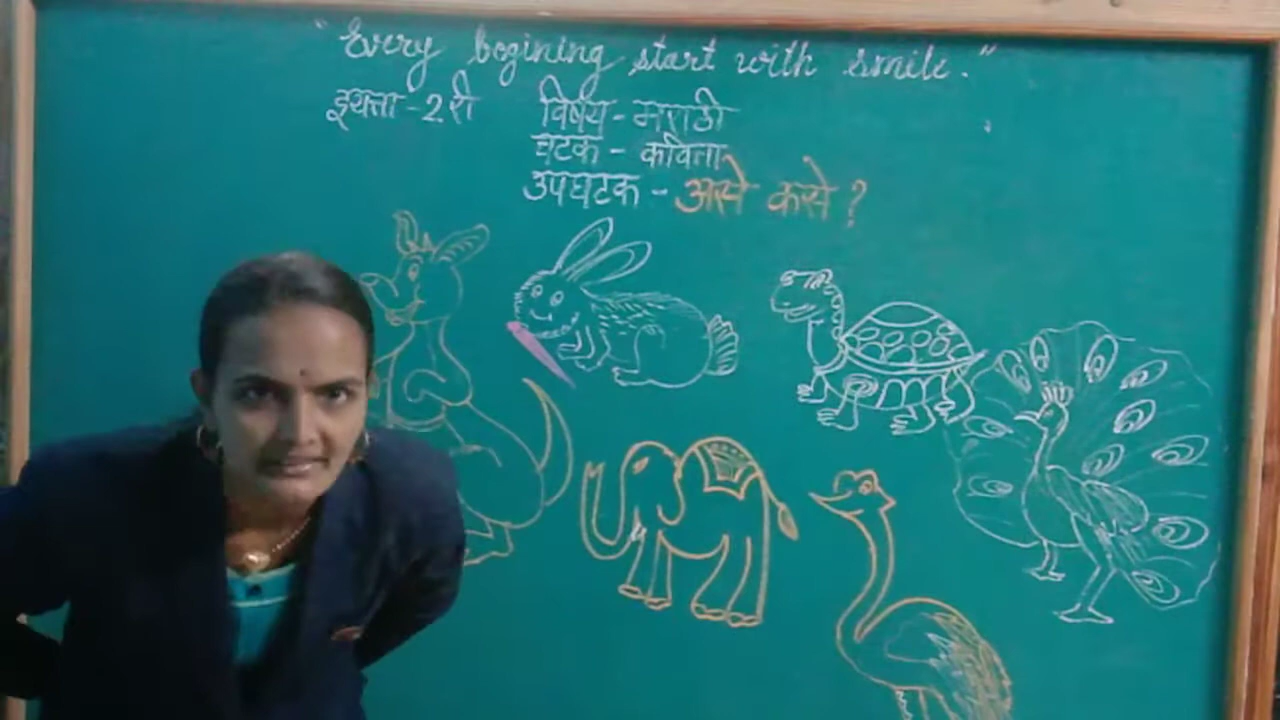 "Every begining start with smile."
इयत्ता - 2 री विषय - मराठी
घटक - कविता
उपघटक - असे कसे ?